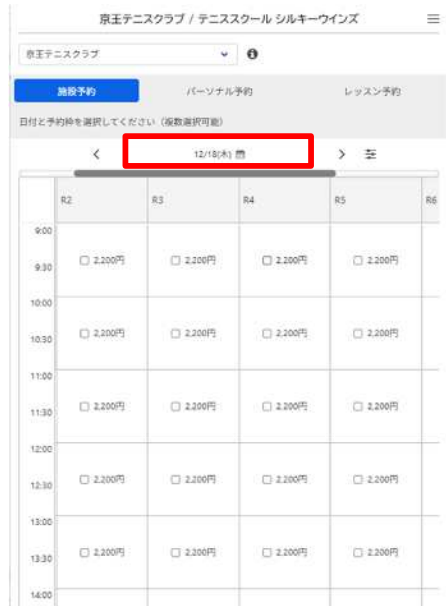 京王テニスクラブ / テニススクール シルキーウインズ
京王テニスクラブ
施設予約 パーソナル予約 レッスン予約
日付と予約枠を選択してください（複数選択可能）
12/18(木)
R2 R3 R4 R5 R6
9:00
2,200円 2,200円 2,200円 2,200円
9:30
10:00
10:30 2,200円 2,200円 2,200円 2,200円
11:00
11:30 2,200円 2,200円 2,200円 2,200円
12:00
12:30 2,200円 2,200円 2,200円 2,200円
13:00
13:30 2,200円 2,200円 2,200円 2,200円
14:00